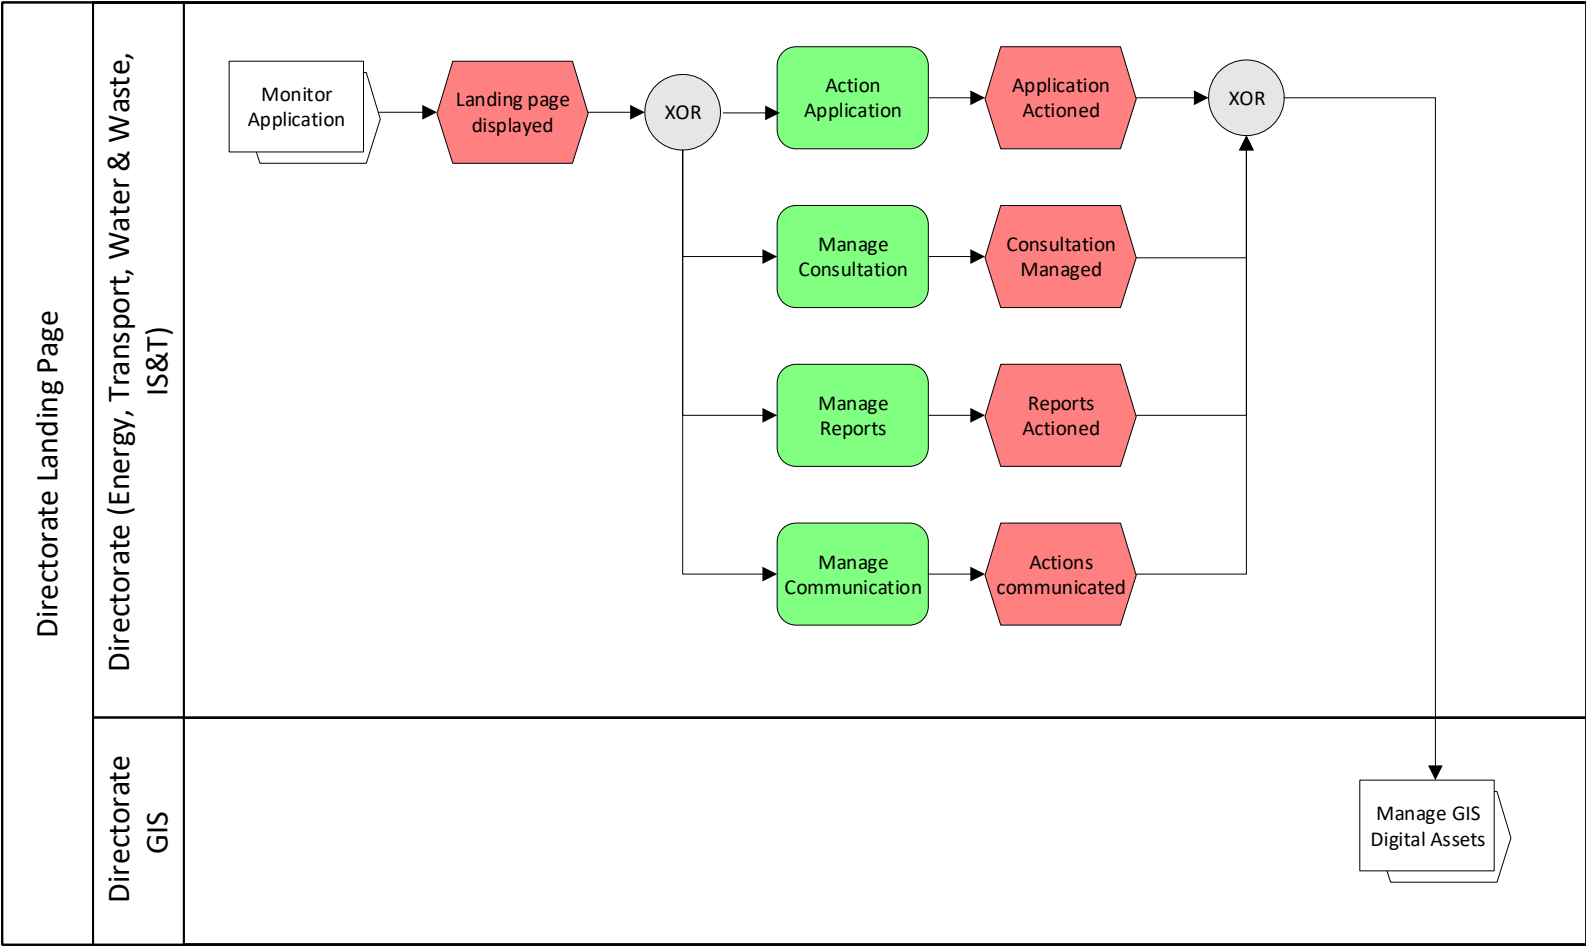 Directorate Landing Page
Directorate (Energy, Transport, Water & Waste,
IS&T)
Monitor
Application
Landing page
displayed
XOR
Action
Application
Application
Actioned
XOR
Manage
Consultation
Consultation
Managed
Manage
Reports
Reports
Actioned
Manage
Communication
Actions
communicated
Directorate
GIS
Manage GIS
Digital Assets